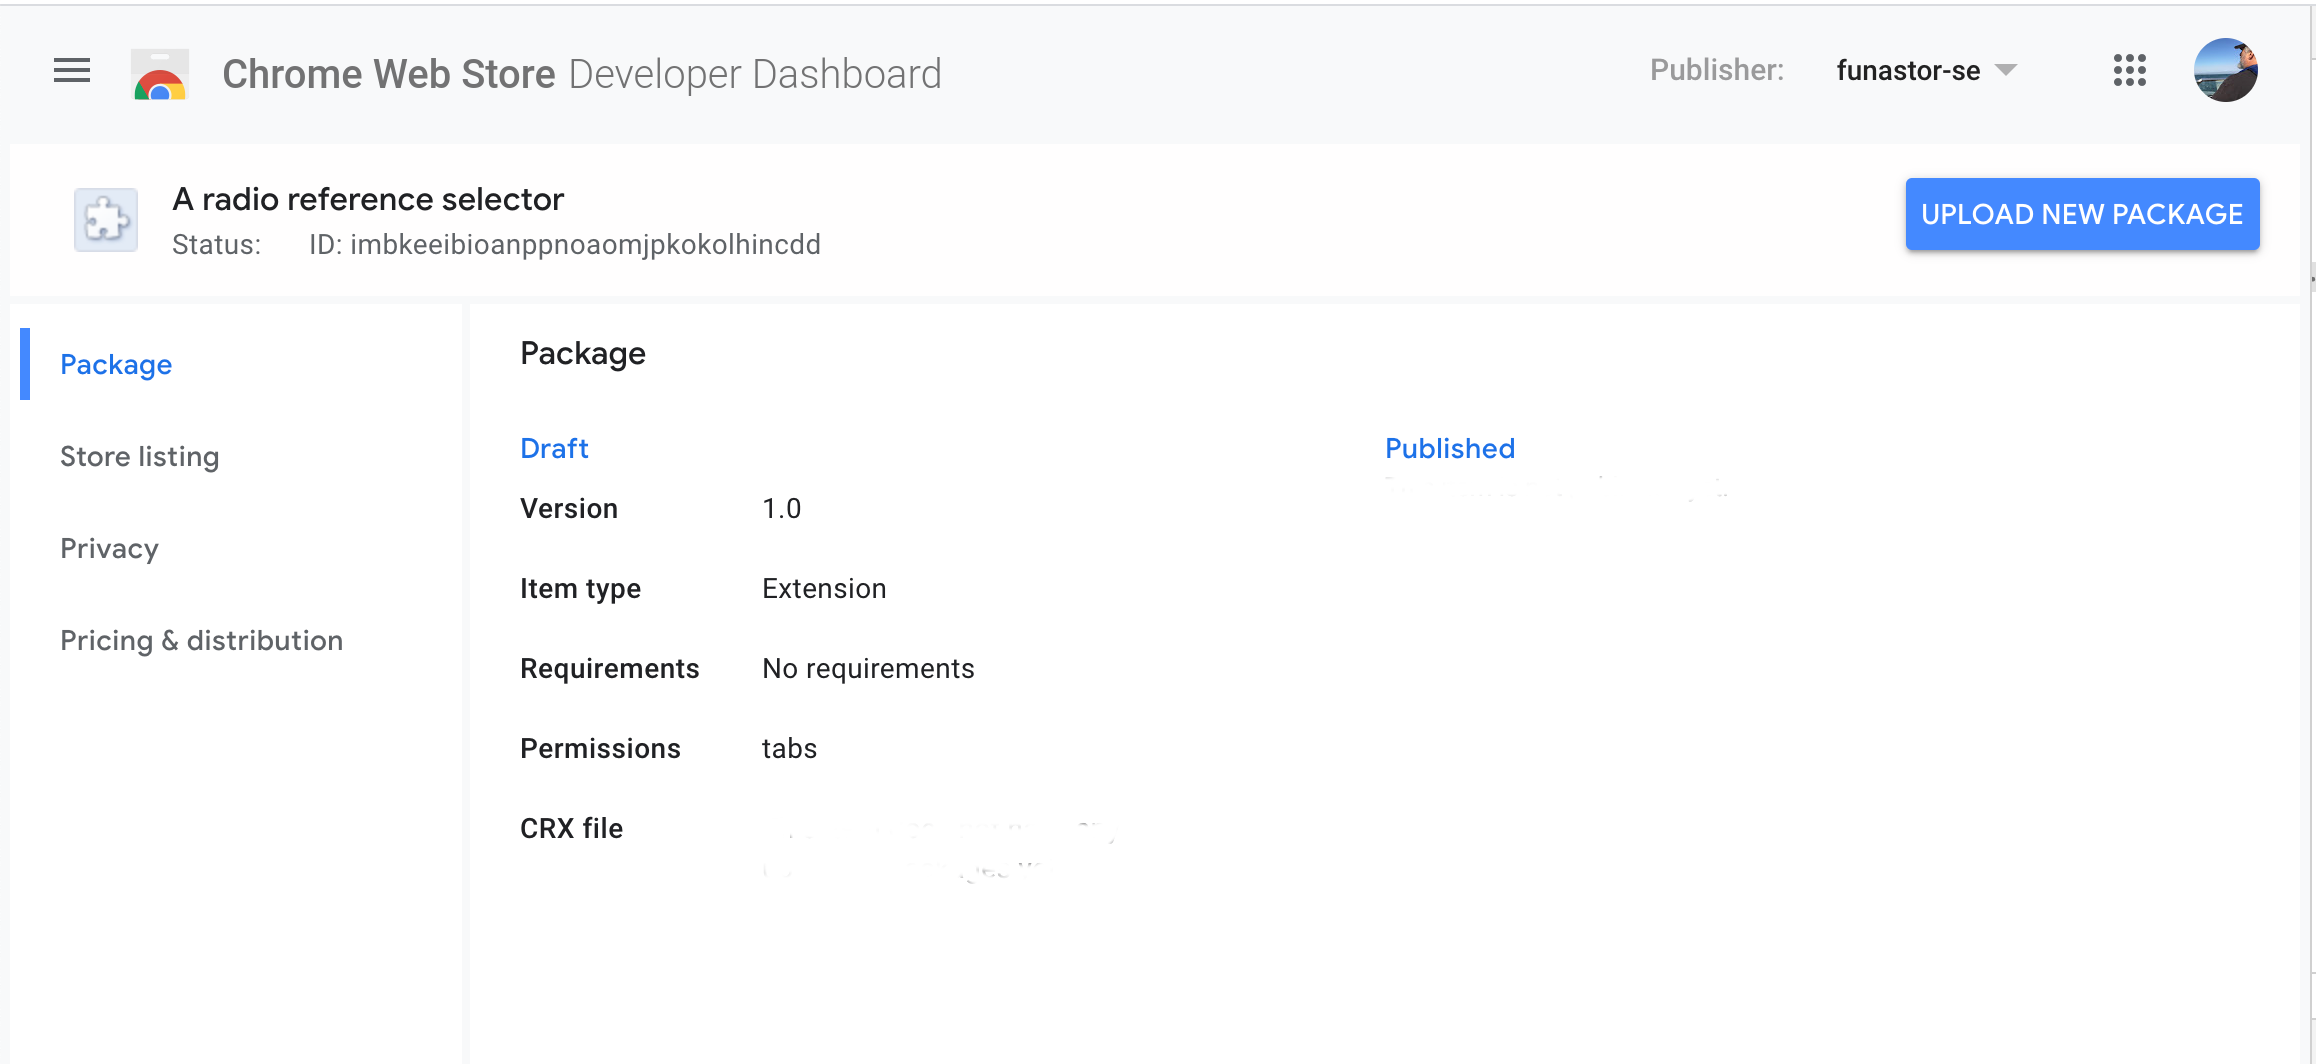 Chrome Web Store Developer Dashboard
Publisher: funastor-se
A radio reference selector
Status: ID: imbkeeibioanppnoaomjpkokolhincdd
UPLOAD NEW PACKAGE
Package
Store listing
Privacy
Pricing & distribution
Package
Draft
Published
Version 1.0
Item type Extension
Requirements No requirements
Permissions tabs
CRX file